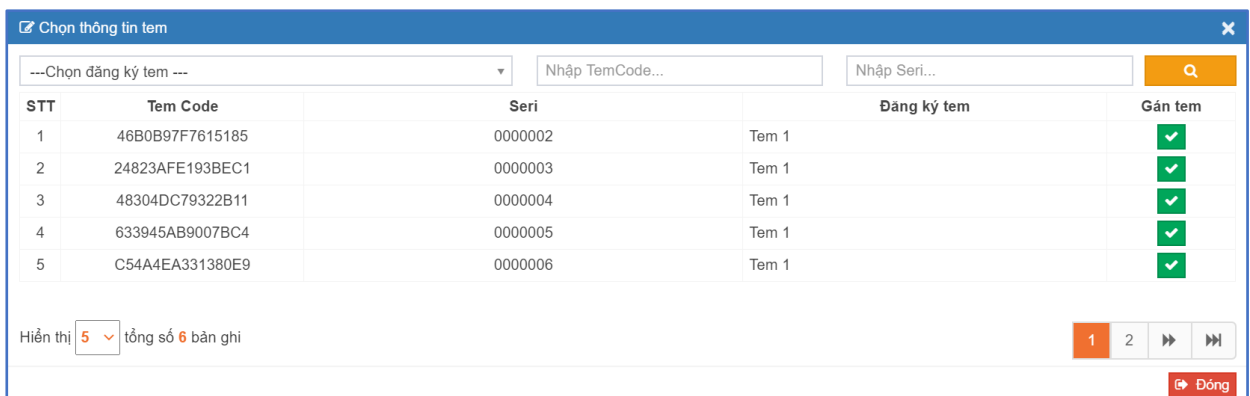 Chọn thông tin tem
---Chọn đăng ký tem --- Nhập TemCode... Nhập Seri...
STT Tem Code Seri Đăng ký tem Gán tem
1 46B0B97F7615185 0000002 Tem 1
2 24823AFE193BEC1 0000003 Tem 1
3 48304DC79322B11 0000004 Tem 1
4 633945AB9007BC4 0000005 Tem 1
5 C54A4EA331380E9 0000006 Tem 1
Hiển thị 5 tổng số 6 bản ghi 1 2
Đóng